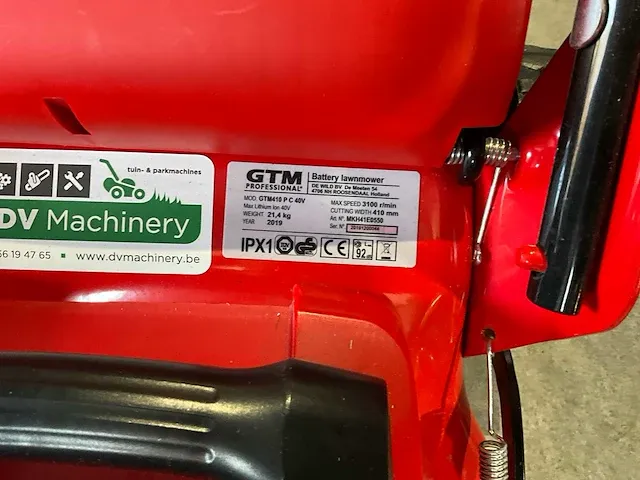 tuin- & parkmachines
DV Machinery
56 19 47 65 • www.dvmachinery.be
GTM
PROFESSIONAL®
Battery lawnmower
DE WILD BV De Meeten 54
4706 NH ROOSENDAAL Holland
MOD. GTM410 P C 40V
Max Lithium Ion 40V
WEIGHT 21,4 kg
YEAR 2019
MAX SPEED 3100 r/min
CUTTING WIDTH 410 mm
Art. N°. MKH41E0550
Ser. N°
IPX1
CE
92